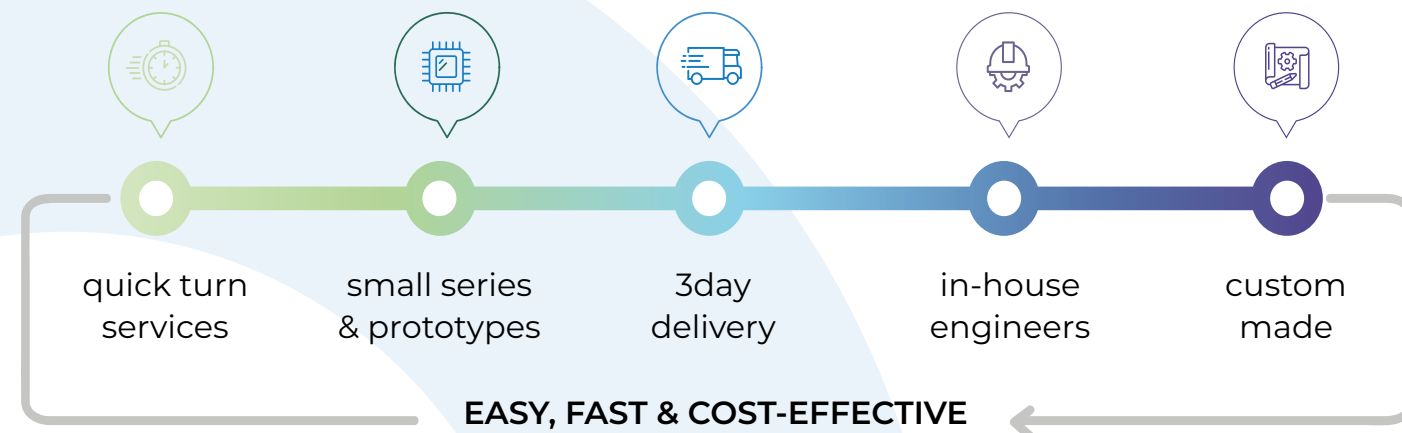 quick turn
services
small series
& prototypes
3day
delivery
in-house
engineers
custom
made
EASY, FAST & COST-EFFECTIVE